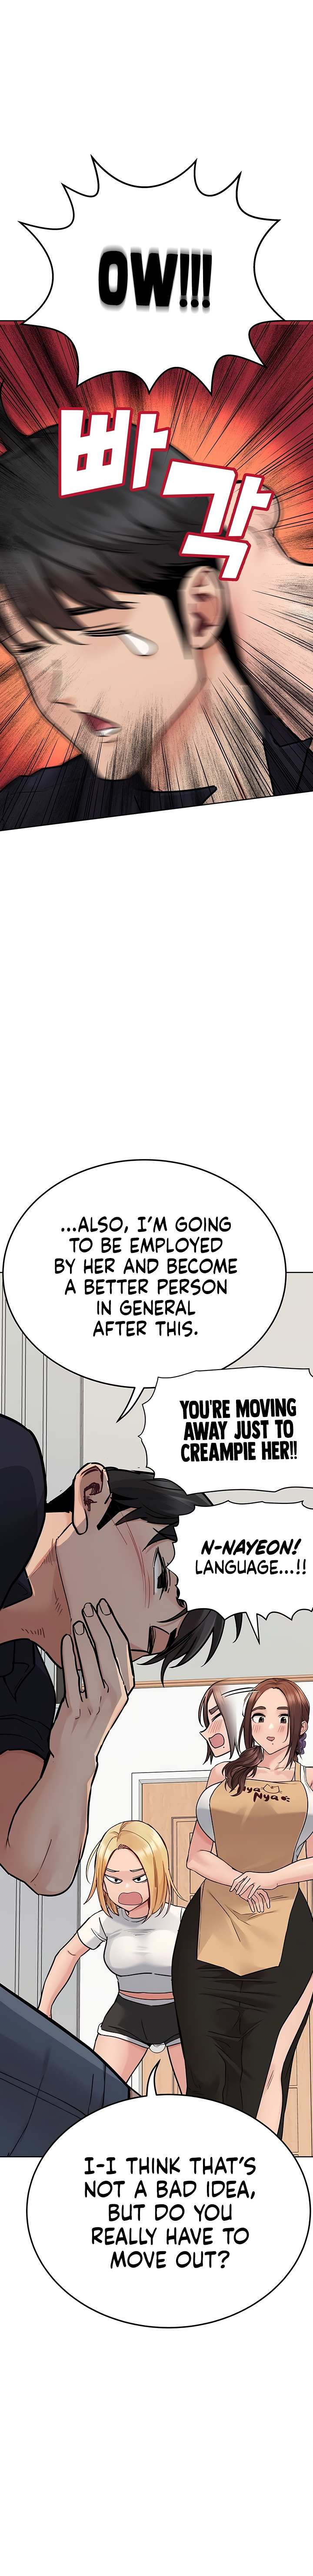 OW!!!
빠각
...ALSO, I'M GOING
TO BE EMPLOYED
BY HER AND BECOME
A BETTER PERSON
IN GENERAL
AFTER THIS.
YOU'RE MOVING
AWAY JUST TO
CREAMPIE HER!!
N-NAYEON!
LANGUAGE...!!
Nya
I-I THINK THAT'S
NOT A BAD IDEA,
BUT DO YOU
REALLY HAVE TO
MOVE OUT?